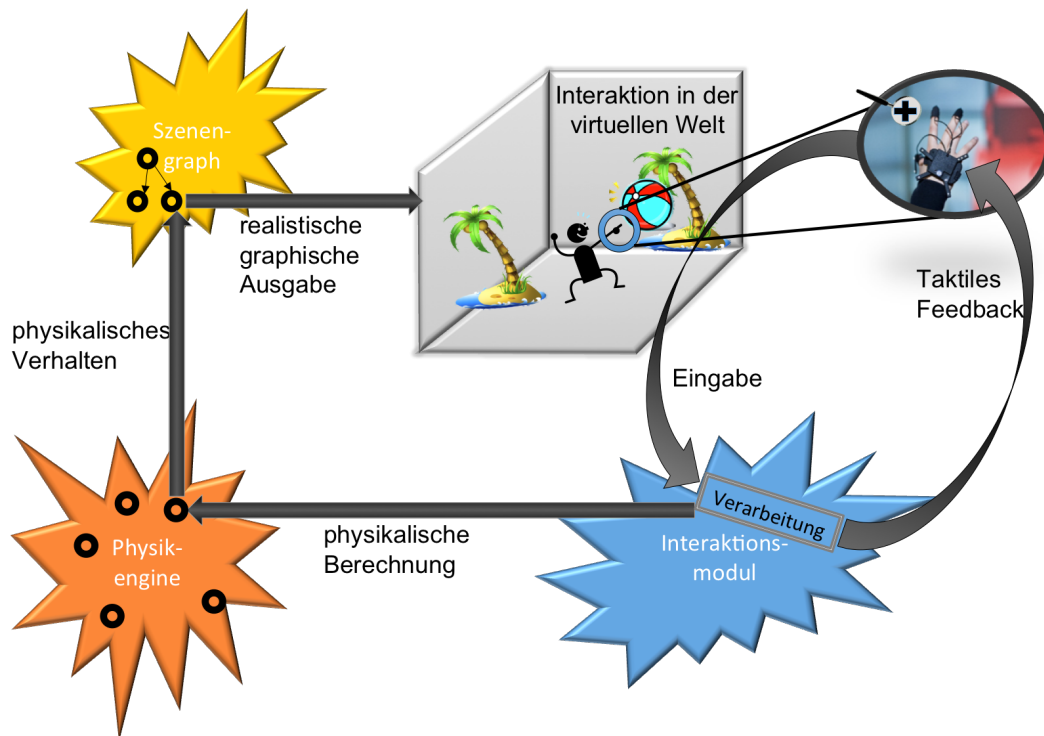 Szenen-
graph
Interaktion in der
virtuellen Welt
realistische
graphische
Ausgabe
Taktiles
Feedback
physikalisches
Verhalten
Eingabe
Verarbeitung
physikalische
Berechnung
Physik-
engine
Interaktions-
modul